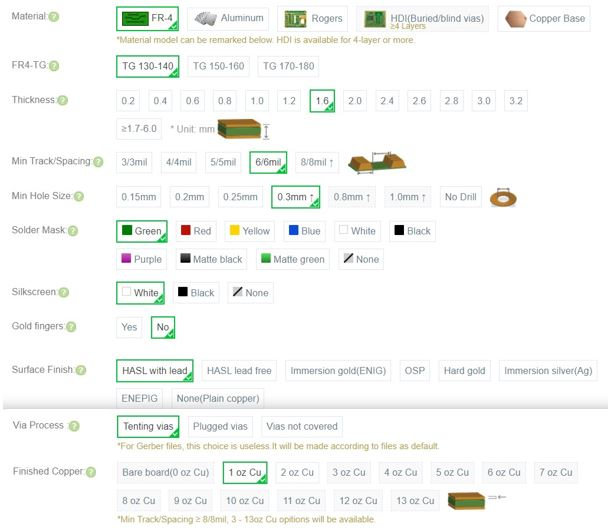 Material: FR-4 Aluminum Rogers HDI(Buried/blind vias) ≥4 Layers Copper Base
*Material model can be remarked below. HDI is available for 4-layer or more
FR4-TG: TG 130-140 TG 150-160 TG 170-180
Thickness: 0.2 0.4 0.6 0.8 1.0 1.2 1.6 2.0 2.4 2.6 2.8 3.0 3.2
≥1.7-6.0 * Unit: mm
Min Track/Spacing: 3/3mil 4/4mil 5/5mil 6/6mil 8/8mil ↑
Min Hole Size: 0.15mm 0.2mm 0.25mm 0.3mm ↑ 0.8mm ↑ 1.0mm ↑ No Drill
Solder Mask: Green Red Yellow Blue White Black
Purple Matte black Matte green None
Silkscreen: White Black None
Gold fingers: Yes No
Surface Finish: HASL with lead HASL lead free Immersion gold(ENIG) OSP Hard gold Immersion silver(Ag)
ENEPIG None(Plain copper)
Via Process : Tenting vias Plugged vias Vias not covered
*For Gerber files, this choice is useless.It will be made according to files as default.
Finished Copper: Bare board(0 oz Cu) 1 oz Cu 2 oz Cu 3 oz Cu 4 oz Cu 5 oz Cu 6 oz Cu 7 oz Cu
8 oz Cu 9 oz Cu 10 oz Cu 11 oz Cu 12 oz Cu 13 oz Cu
*Min Track/Spacing ≥ 8/8mil, 3 - 13oz Cu opitions will be available.